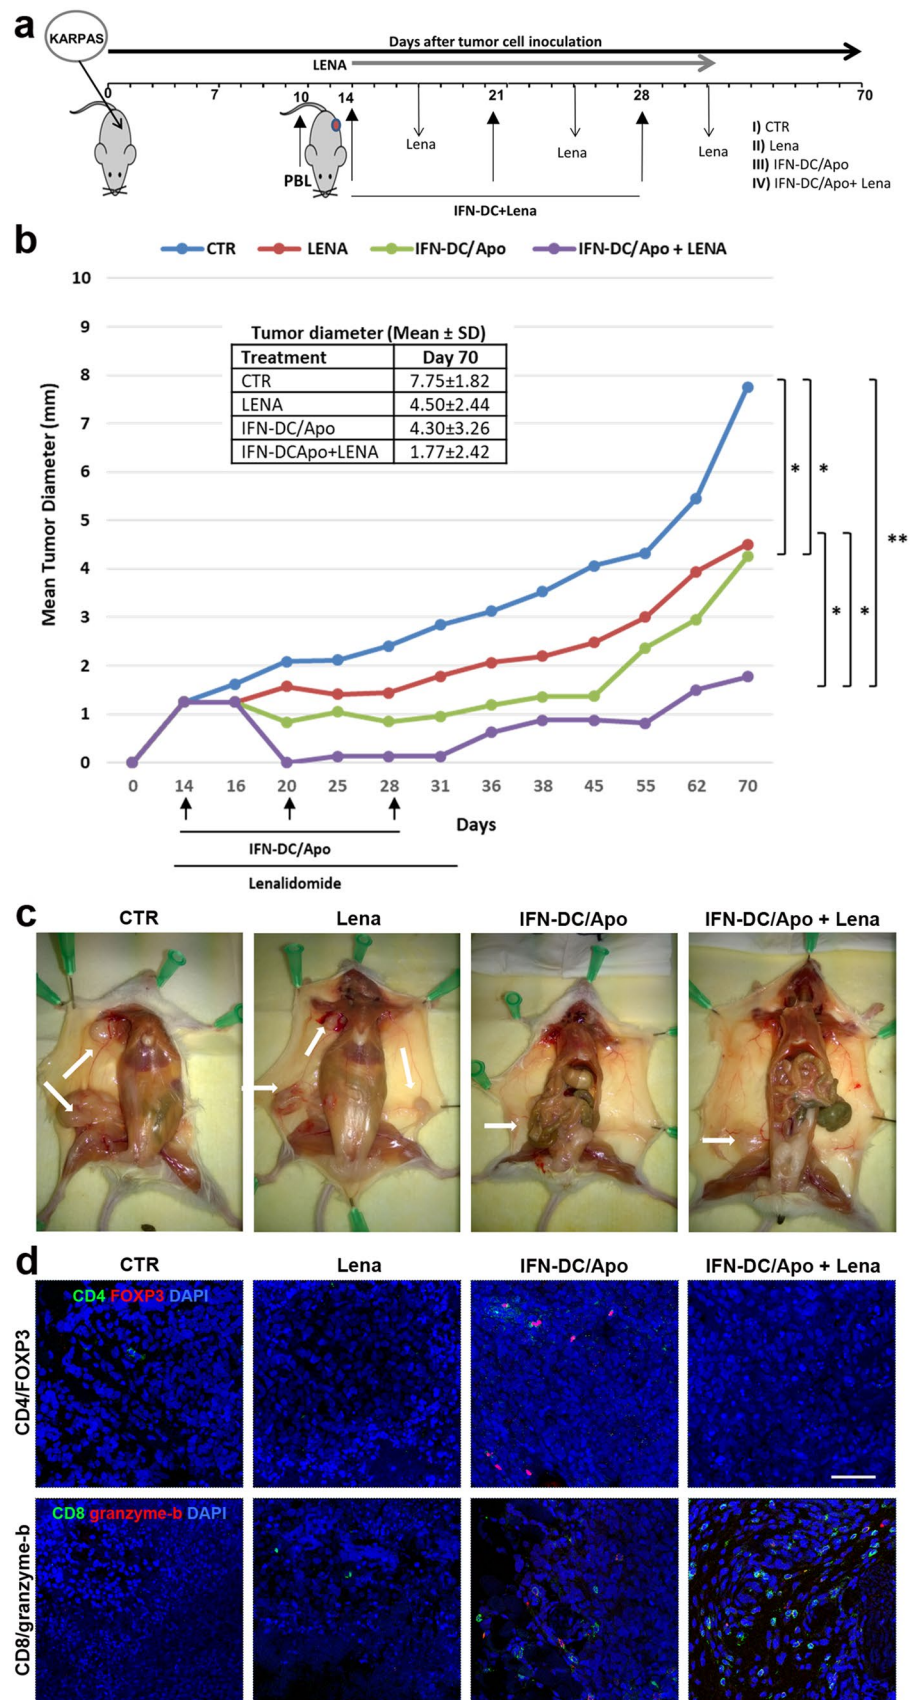 a
KARPAS
Days after tumor cell inoculation
LENA
0 7 10 14 21 28 70
Lena Lena Lena
PBL
IFN-DC+Lena
I) CTR
II) Lena
III) IFN-DC/Apo
IV) IFN-DC/Apo+ Lena
b
CTR LENA IFN-DC/Apo IFN-DC/Apo + LENA
Mean Tumor Diameter (mm)
10
9
8
7
6
5
4
3
2
1
0
Tumor diameter (Mean ± SD)
Treatment Day 70
CTR 7.75±1.82
LENA 4.50±2.44
IFN-DC/Apo 4.30±3.26
IFN-DCApo+LENA 1.77±2.42
* * **
* *
0 14 16 20 25 28 31 36 38 45 55 62 70
Days
IFN-DC/Apo
Lenalidomide
c
CTR Lena IFN-DC/Apo IFN-DC/Apo + Lena
d
CTR Lena IFN-DC/Apo IFN-DC/Apo + Lena
CD4/FOXP3
CD4 FOXP3 DAPI
CD8/granzyme-b
CD8 granzyme-b DAPI